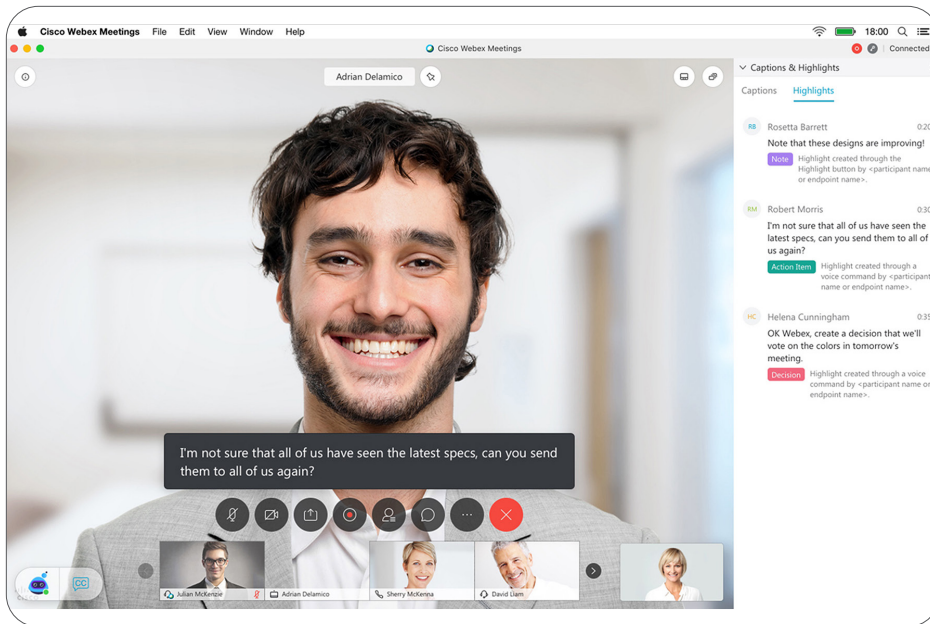 Cisco Webex Meetings File Edit View Window Help 18:00
Cisco Webex Meetings Connected
Adrian Delamico
Captions & Highlights
Captions Highlights
RB Rosetta Barrett 0:20
Note that these designs are improving!
Note Highlight created through the
Highlight button by <participant name
or endpoint name>.
RM Robert Morris 0:30
I'm not sure that all of us have seen the
latest specs, can you send them to all of
us again?
Action Item Highlight created through a
voice command by <participant
name or endpoint name>.
HC Helena Cunningham 0:35
OK Webex, create a decision that we'll
vote on the colors in tomorrow's
meeting.
Decision Highlight created through a voice
command by <participant name or
endpoint name>.
I'm not sure that all of us have seen the latest specs, can you send
them to all of us again?
CC
Julian McKenzie Adrian Delamico Sherry McKenna David Liam